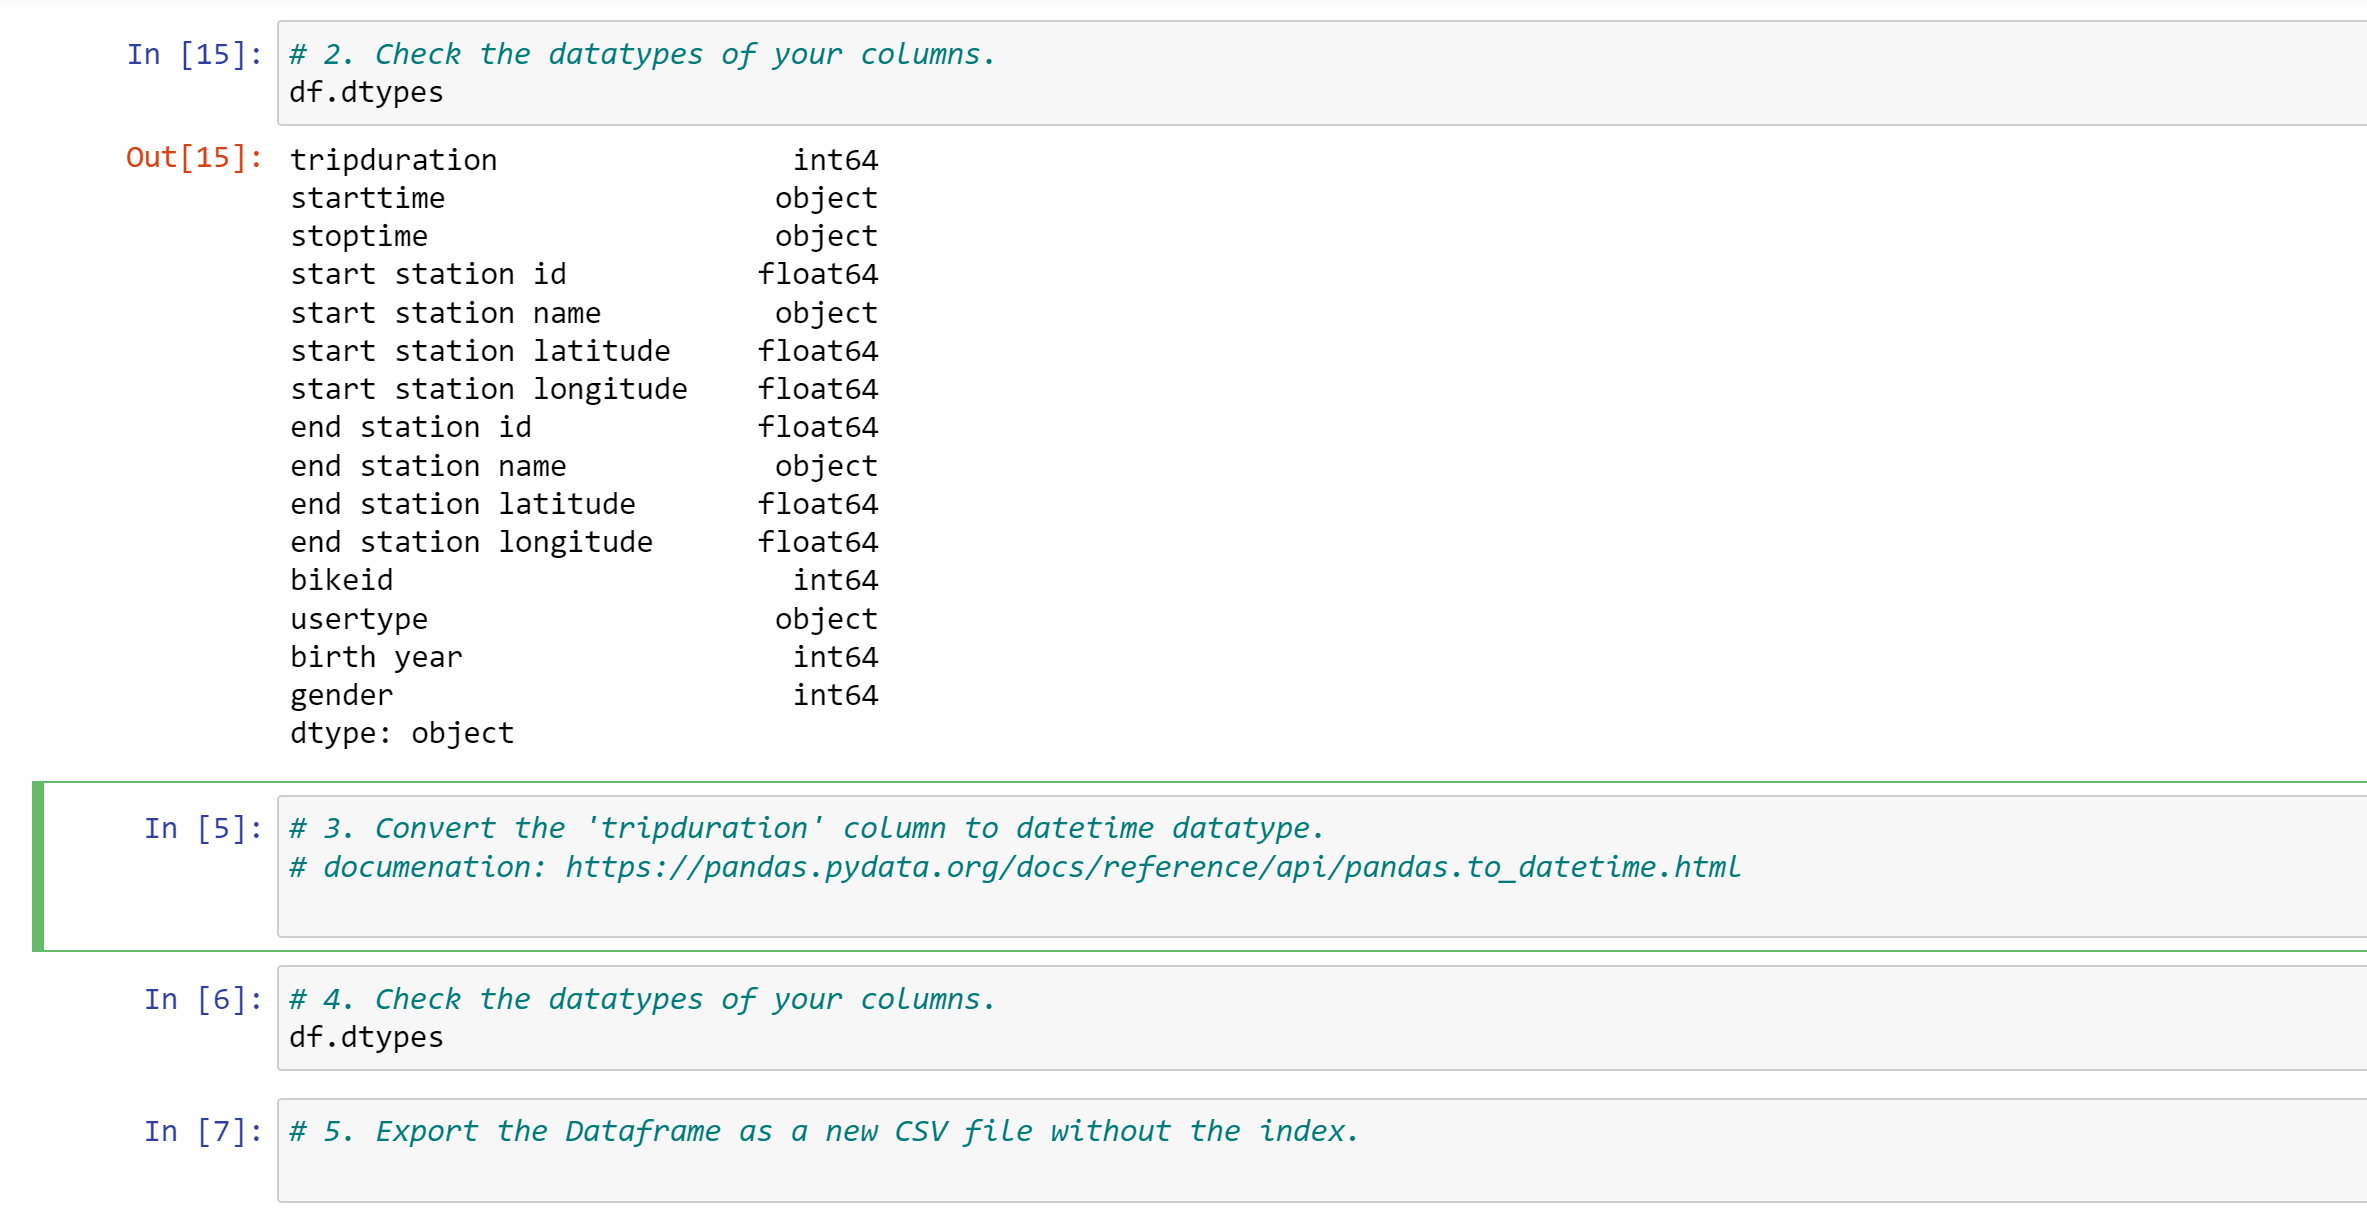 In [15]: # 2. Check the datatypes of your columns.
df.dtypes
Out[15]: tripduration int64
starttime object
stoptime object
start station id float64
start station name object
start station latitude float64
start station longitude float64
end station id float64
end station name object
end station latitude float64
end station longitude float64
bikeid int64
usertype object
birth year int64
gender int64
dtype: object
In [5]: # 3. Convert the 'tripduration' column to datetime datatype.
# documenation: https://pandas.pydata.org/docs/reference/api/pandas.to_datetime.html
In [6]: # 4. Check the datatypes of your columns.
df.dtypes
In [7]: # 5. Export the Dataframe as a new CSV file without the index.